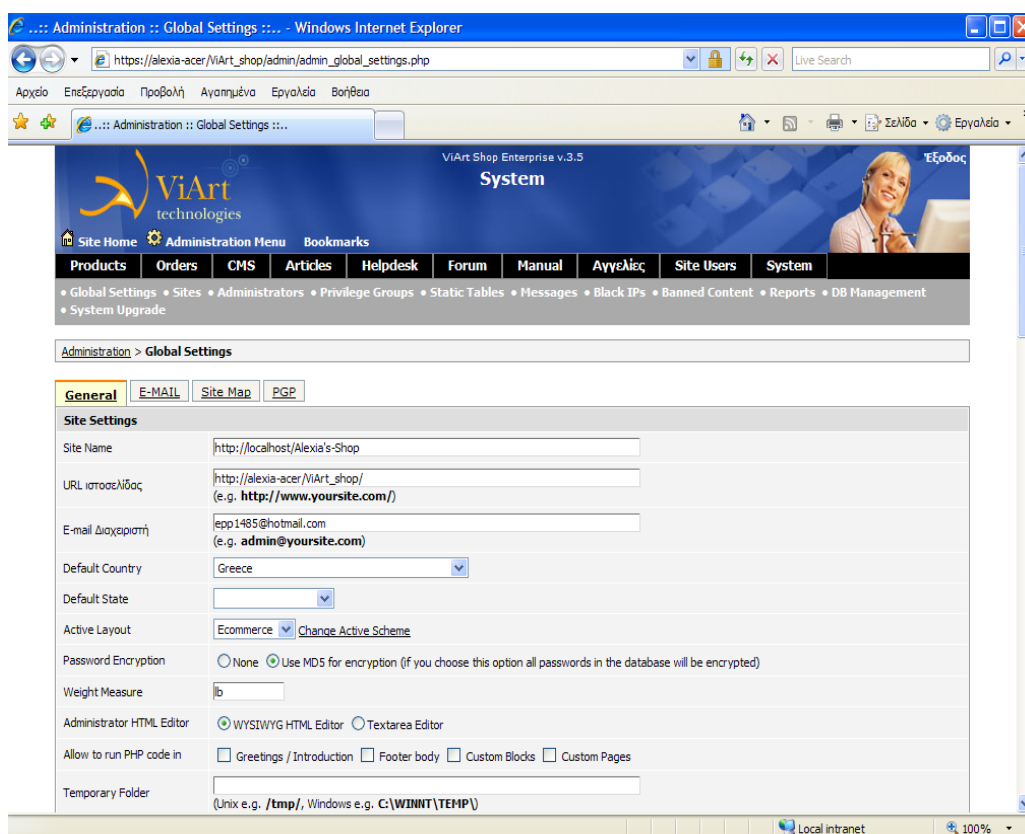 ..:: Administration :: Global Settings ::... - Windows Internet Explorer
https://alexia-acer/ViArt_shop/admin/admin_global_settings.php
Live Search
Αρχείο Επεξεργασία Προβολή Αγαπημένα Εργαλεία Βοήθεια
..:: Administration :: Global Settings ::..
Σελίδα Εργαλεία
ViArt
technologies
ViArt Shop Enterprise v.3.5
System
Έξοδος
Site Home Administration Menu Bookmarks
Products Orders CMS Articles Helpdesk Forum Manual Αγγελίες Site Users System
• Global Settings • Sites • Administrators • Privilege Groups • Static Tables • Messages • Black IPs • Banned Content • Reports • DB Management
• System Upgrade
Administration > Global Settings
General E-MAIL Site Map PGP
Site Settings
Site Name http://localhost/Alexia's-Shop
URL ιστοσελίδας http://alexia-acer/ViArt_shop/
(e.g. http://www.yoursite.com/)
E-mail Διαχειριστή epp1485@hotmail.com
(e.g. admin@yoursite.com)
Default Country Greece
Default State
Active Layout Ecommerce Change Active Scheme
Password Encryption None Use MD5 for encryption (if you choose this option all passwords in the database will be encrypted)
Weight Measure lb
Administrator HTML Editor WYSIWYG HTML Editor Textarea Editor
Allow to run PHP code in Greetings / Introduction Footer body Custom Blocks Custom Pages
Temporary Folder
(Unix e.g. /tmp/, Windows e.g. C:\WINNT\TEMP\)
Local intranet 100%